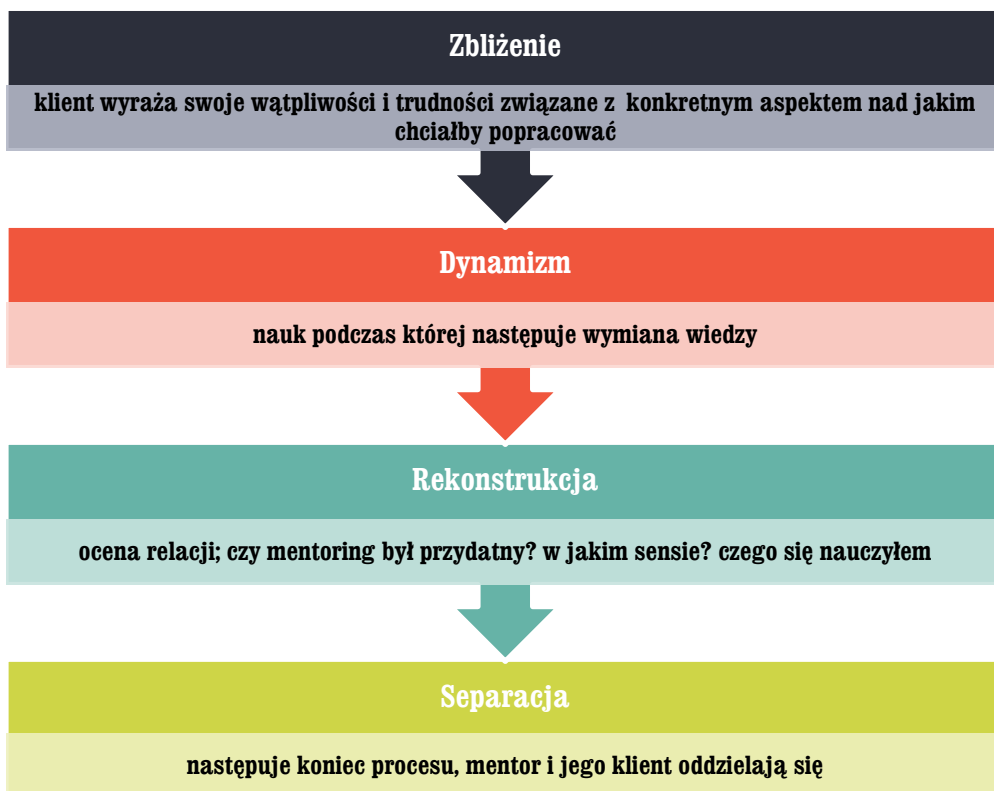 Zbliżenie
klient wyraża swoje wątpliwości i trudności związane z konkretnym aspektem nad jakim
chciałby popracować
Dynamizm
nauk podczas której następuje wymiana wiedzy
Rekonstrukcja
ocena relacji; czy mentoring był przydatny? w jakim sensie? czego się nauczyłem
Separacja
następuje koniec procesu, mentor i jego klient oddzielają się